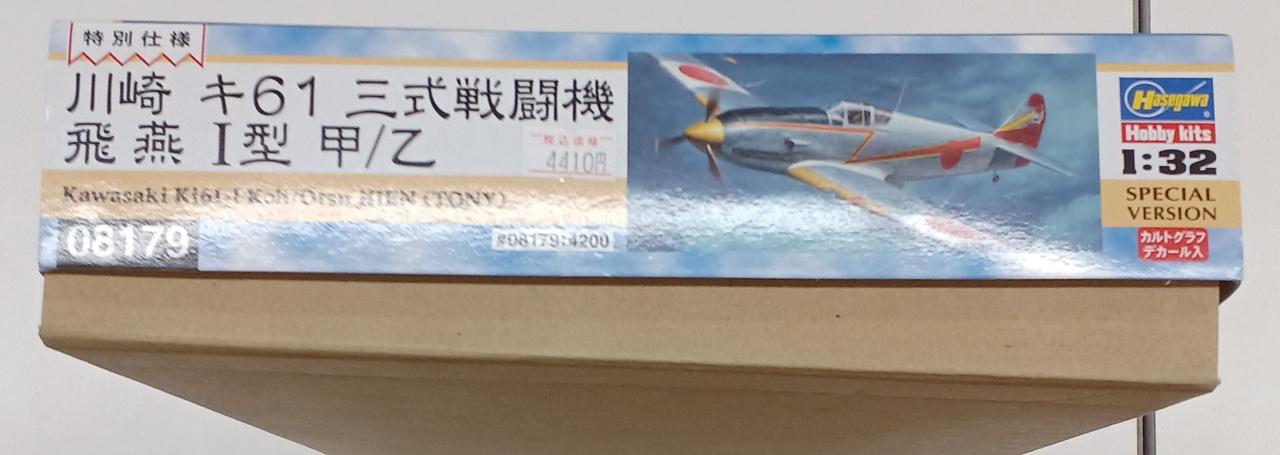 特別仕様
川崎 キ61 三式戦闘機
飛燕 I型 甲/乙
税込価格
4410円
Kawasaki Ki61-I Koh/Otsu HIEN (TONY)
08179
#08179:4200
Hasegawa
Hobby kits
1:32
SPECIAL
VERSION
カルトグラフ
デカール入